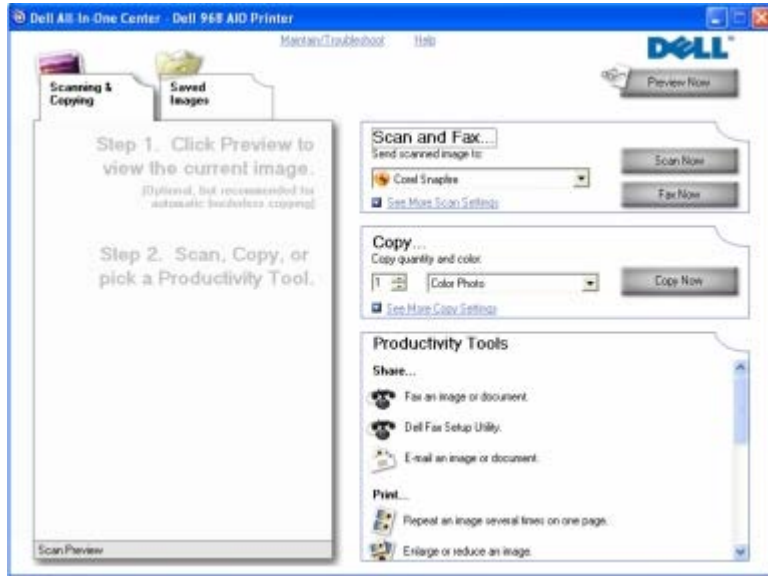 Dell All-In-One Center - Dell 968 AIO Printer
Maintain/Troubleshoot Help
DELL
Preview Now
Scanning &
Copying
Saved
Images
Step 1. Click Preview to
view the current image.
(Optional, but recommended for
automatic borderless copying)
Step 2. Scan, Copy, or
pick a Productivity Tool.
Scan Preview
Scan and Fax...
Send scanned image to:
Corel Snapfire
See More Scan Settings
Scan Now
Fax Now
Copy...
Copy quantity and color.
1
Color Photo
See More Copy Settings
Copy Now
Productivity Tools
Share...
Fax an image or document.
Dell Fax Setup Utility.
E-mail an image or document.
Print...
Repeat an image several times on one page.
Enlarge or reduce an image.